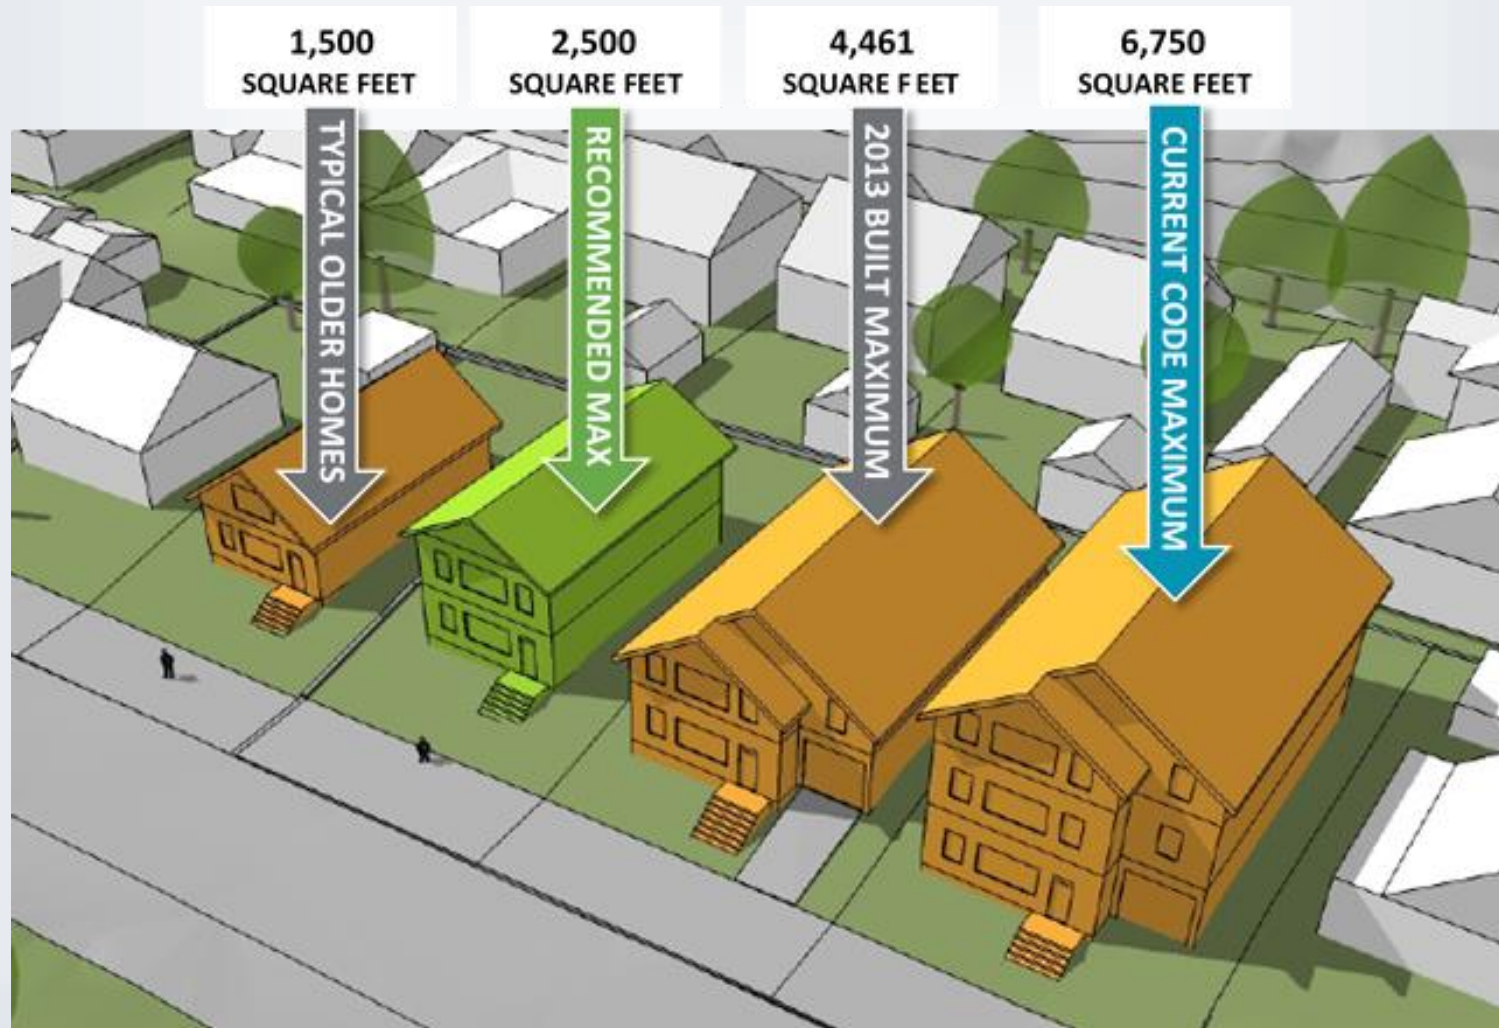 1,500
SQUARE FEET
TYPICAL OLDER HOMES
2,500
SQUARE FEET
RECOMMENDED MAX
4,461
SQUARE FEET
2013 BUILT MAXIMUM
6,750
SQUARE FEET
CURRENT CODE MAXIMUM